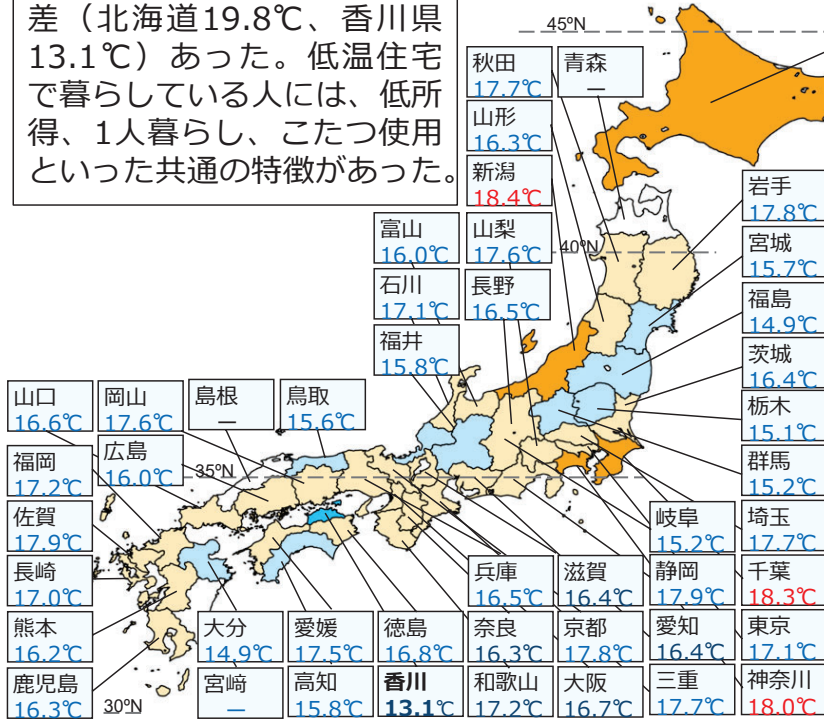 差（北海道19.8℃、香川県
13.1℃）あった。低温住宅
で暮らしている人には、低所
得、1人暮らし、こたつ使用
といった共通の特徴があった。
45ºN
秋田
17.7℃
青森
—
山形
16.3℃
新潟
18.4℃
岩手
17.8℃
富山
16.0℃
山梨
17.6℃
40ºN
宮城
15.7℃
石川
17.1℃
長野
16.5℃
福島
14.9℃
福井
15.8℃
茨城
16.4℃
山口
16.6℃
岡山
17.6℃
島根
—
鳥取
15.6℃
栃木
15.1℃
福岡
17.2℃
広島
16.0℃
35ºN
群馬
15.2℃
佐賀
17.9℃
岐阜
15.2℃
埼玉
17.7℃
長崎
17.0℃
兵庫
16.5℃
滋賀
16.4℃
静岡
17.9℃
千葉
18.3℃
熊本
16.2℃
大分
14.9℃
愛媛
17.5℃
徳島
16.8℃
奈良
16.3℃
京都
17.8℃
愛知
16.4℃
東京
17.1℃
鹿児島
16.3℃
30ºN
宮﨑
—
高知
15.8℃
香川
13.1℃
和歌山
17.2℃
大阪
16.7℃
三重
17.7℃
神奈川
18.0℃